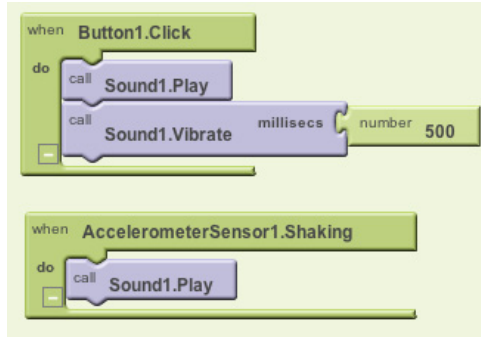 when Button1.Click
do call Sound1.Play
call Sound1.Vibrate millisecs number 500
when AccelerometerSensor1.Shaking
do call Sound1.Play